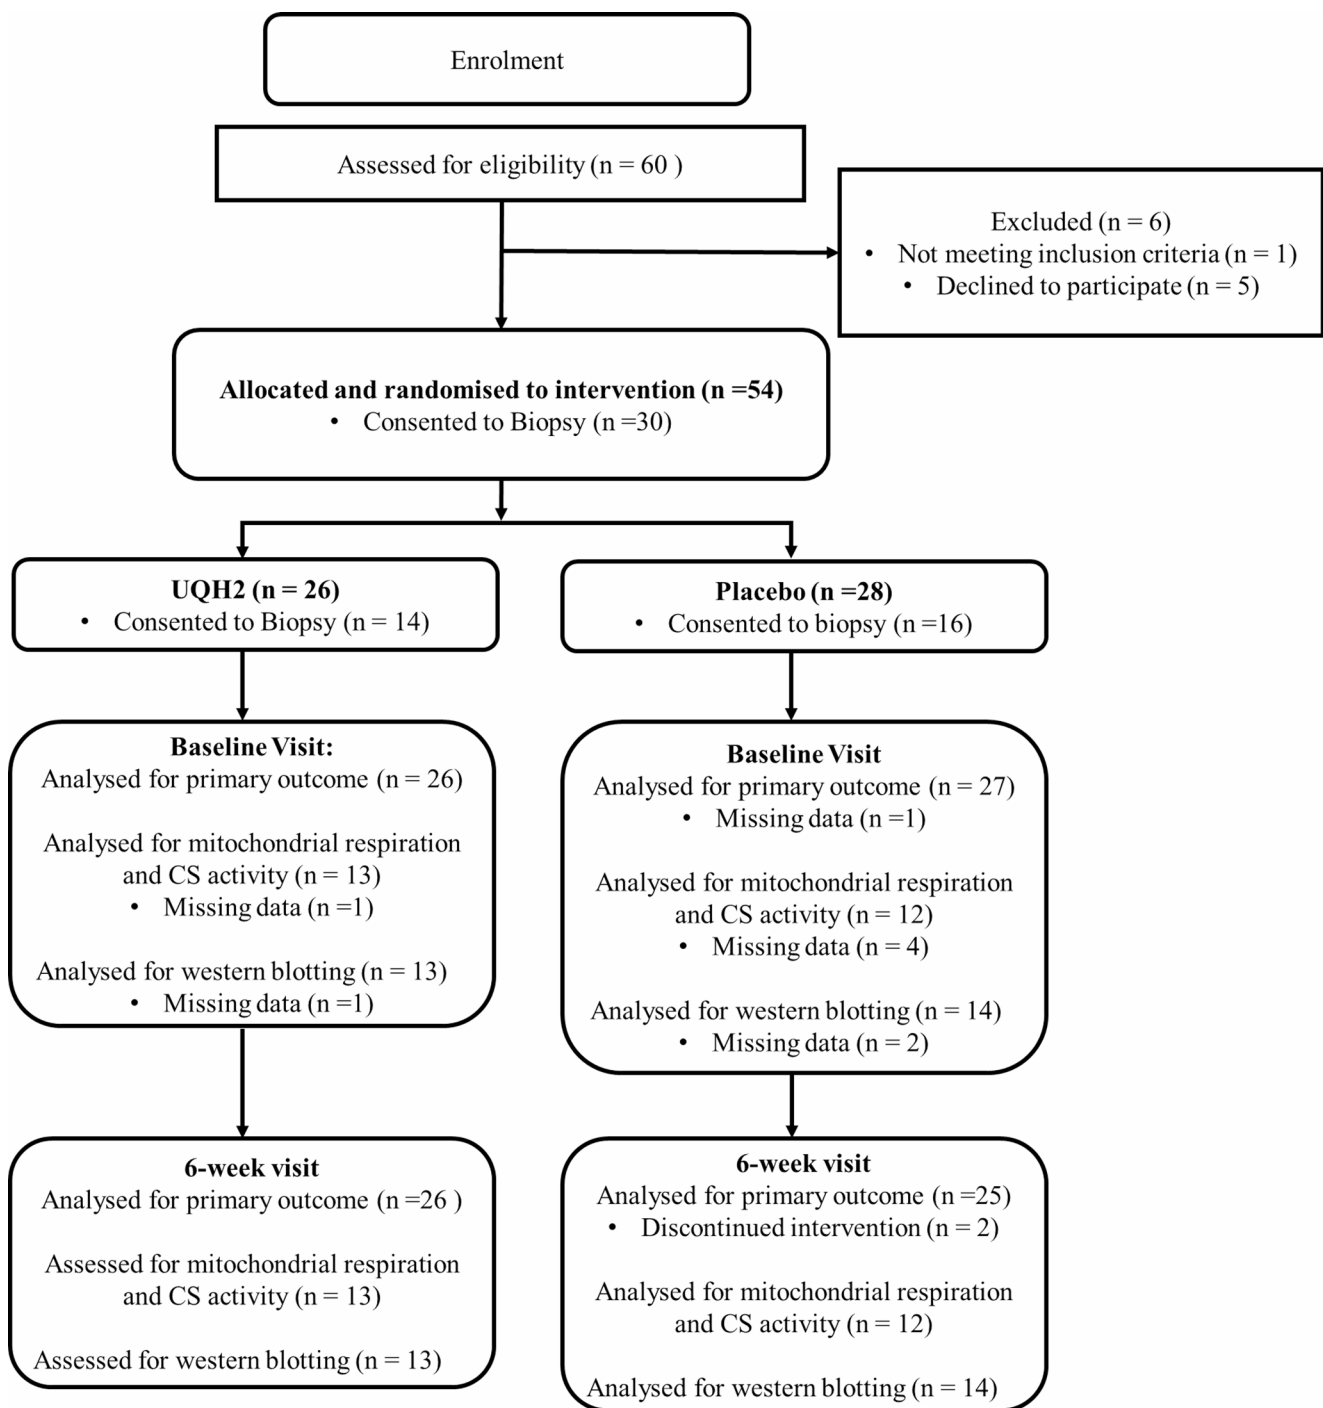 Enrolment
Assessed for eligibility (n = 60 )
Excluded (n = 6)
• Not meeting inclusion criteria (n = 1)
• Declined to participate (n = 5)
Allocated and randomised to intervention (n =54)
• Consented to Biopsy (n =30)
UQH2 (n = 26)
• Consented to Biopsy (n = 14)
Placebo (n =28)
• Consented to biopsy (n =16)
Baseline Visit:
Analysed for primary outcome (n = 26)
Analysed for mitochondrial respiration
and CS activity (n = 13)
• Missing data (n =1)
Analysed for western blotting (n = 13)
• Missing data (n =1)
Baseline Visit
Analysed for primary outcome (n = 27)
• Missing data (n =1)
Analysed for mitochondrial respiration
and CS activity (n = 12)
• Missing data (n = 4)
Analysed for western blotting (n = 14)
• Missing data (n = 2)
6-week visit
Analysed for primary outcome (n =26 )
Assessed for mitochondrial respiration
and CS activity (n = 13)
Assessed for western blotting (n = 13)
6-week visit
Analysed for primary outcome (n =25)
• Discontinued intervention (n = 2)
Analysed for mitochondrial respiration
and CS activity (n = 12)
Analysed for western blotting (n = 14)